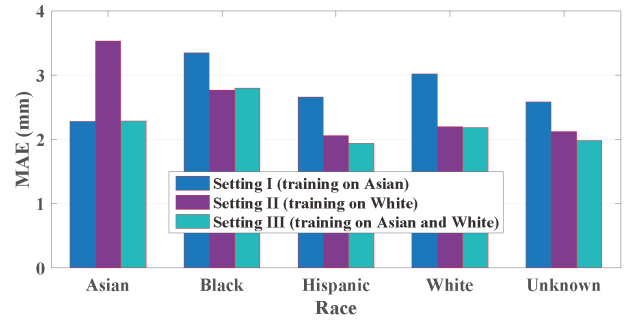 4
3
2
1
0
MAE (mm)
Setting I (training on Asian)
Setting II (training on White)
Setting III (training on Asian and White)
Asian Black Hispanic White Unknown
Race